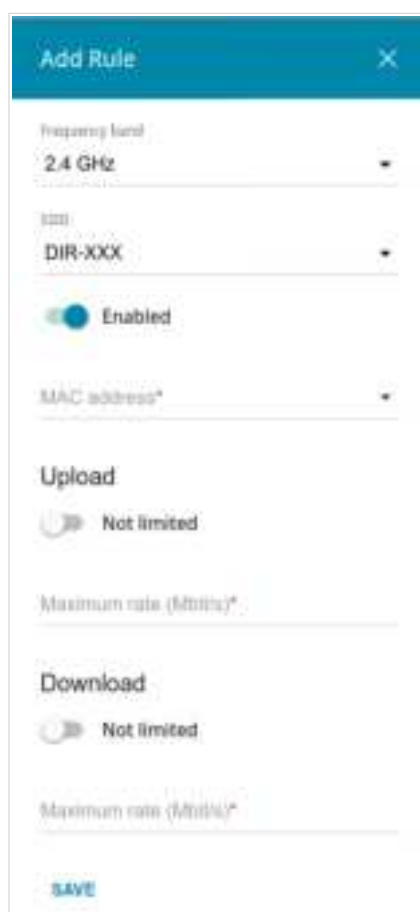 Add Rule
Frequency band
2.4 GHz
SSID
DIR-XXX
Enabled
MAC address*
Upload
Not limited
Maximum rate (Mbit/s)*
Download
Not limited
Maximum rate (Mbit/s)*
SAVE